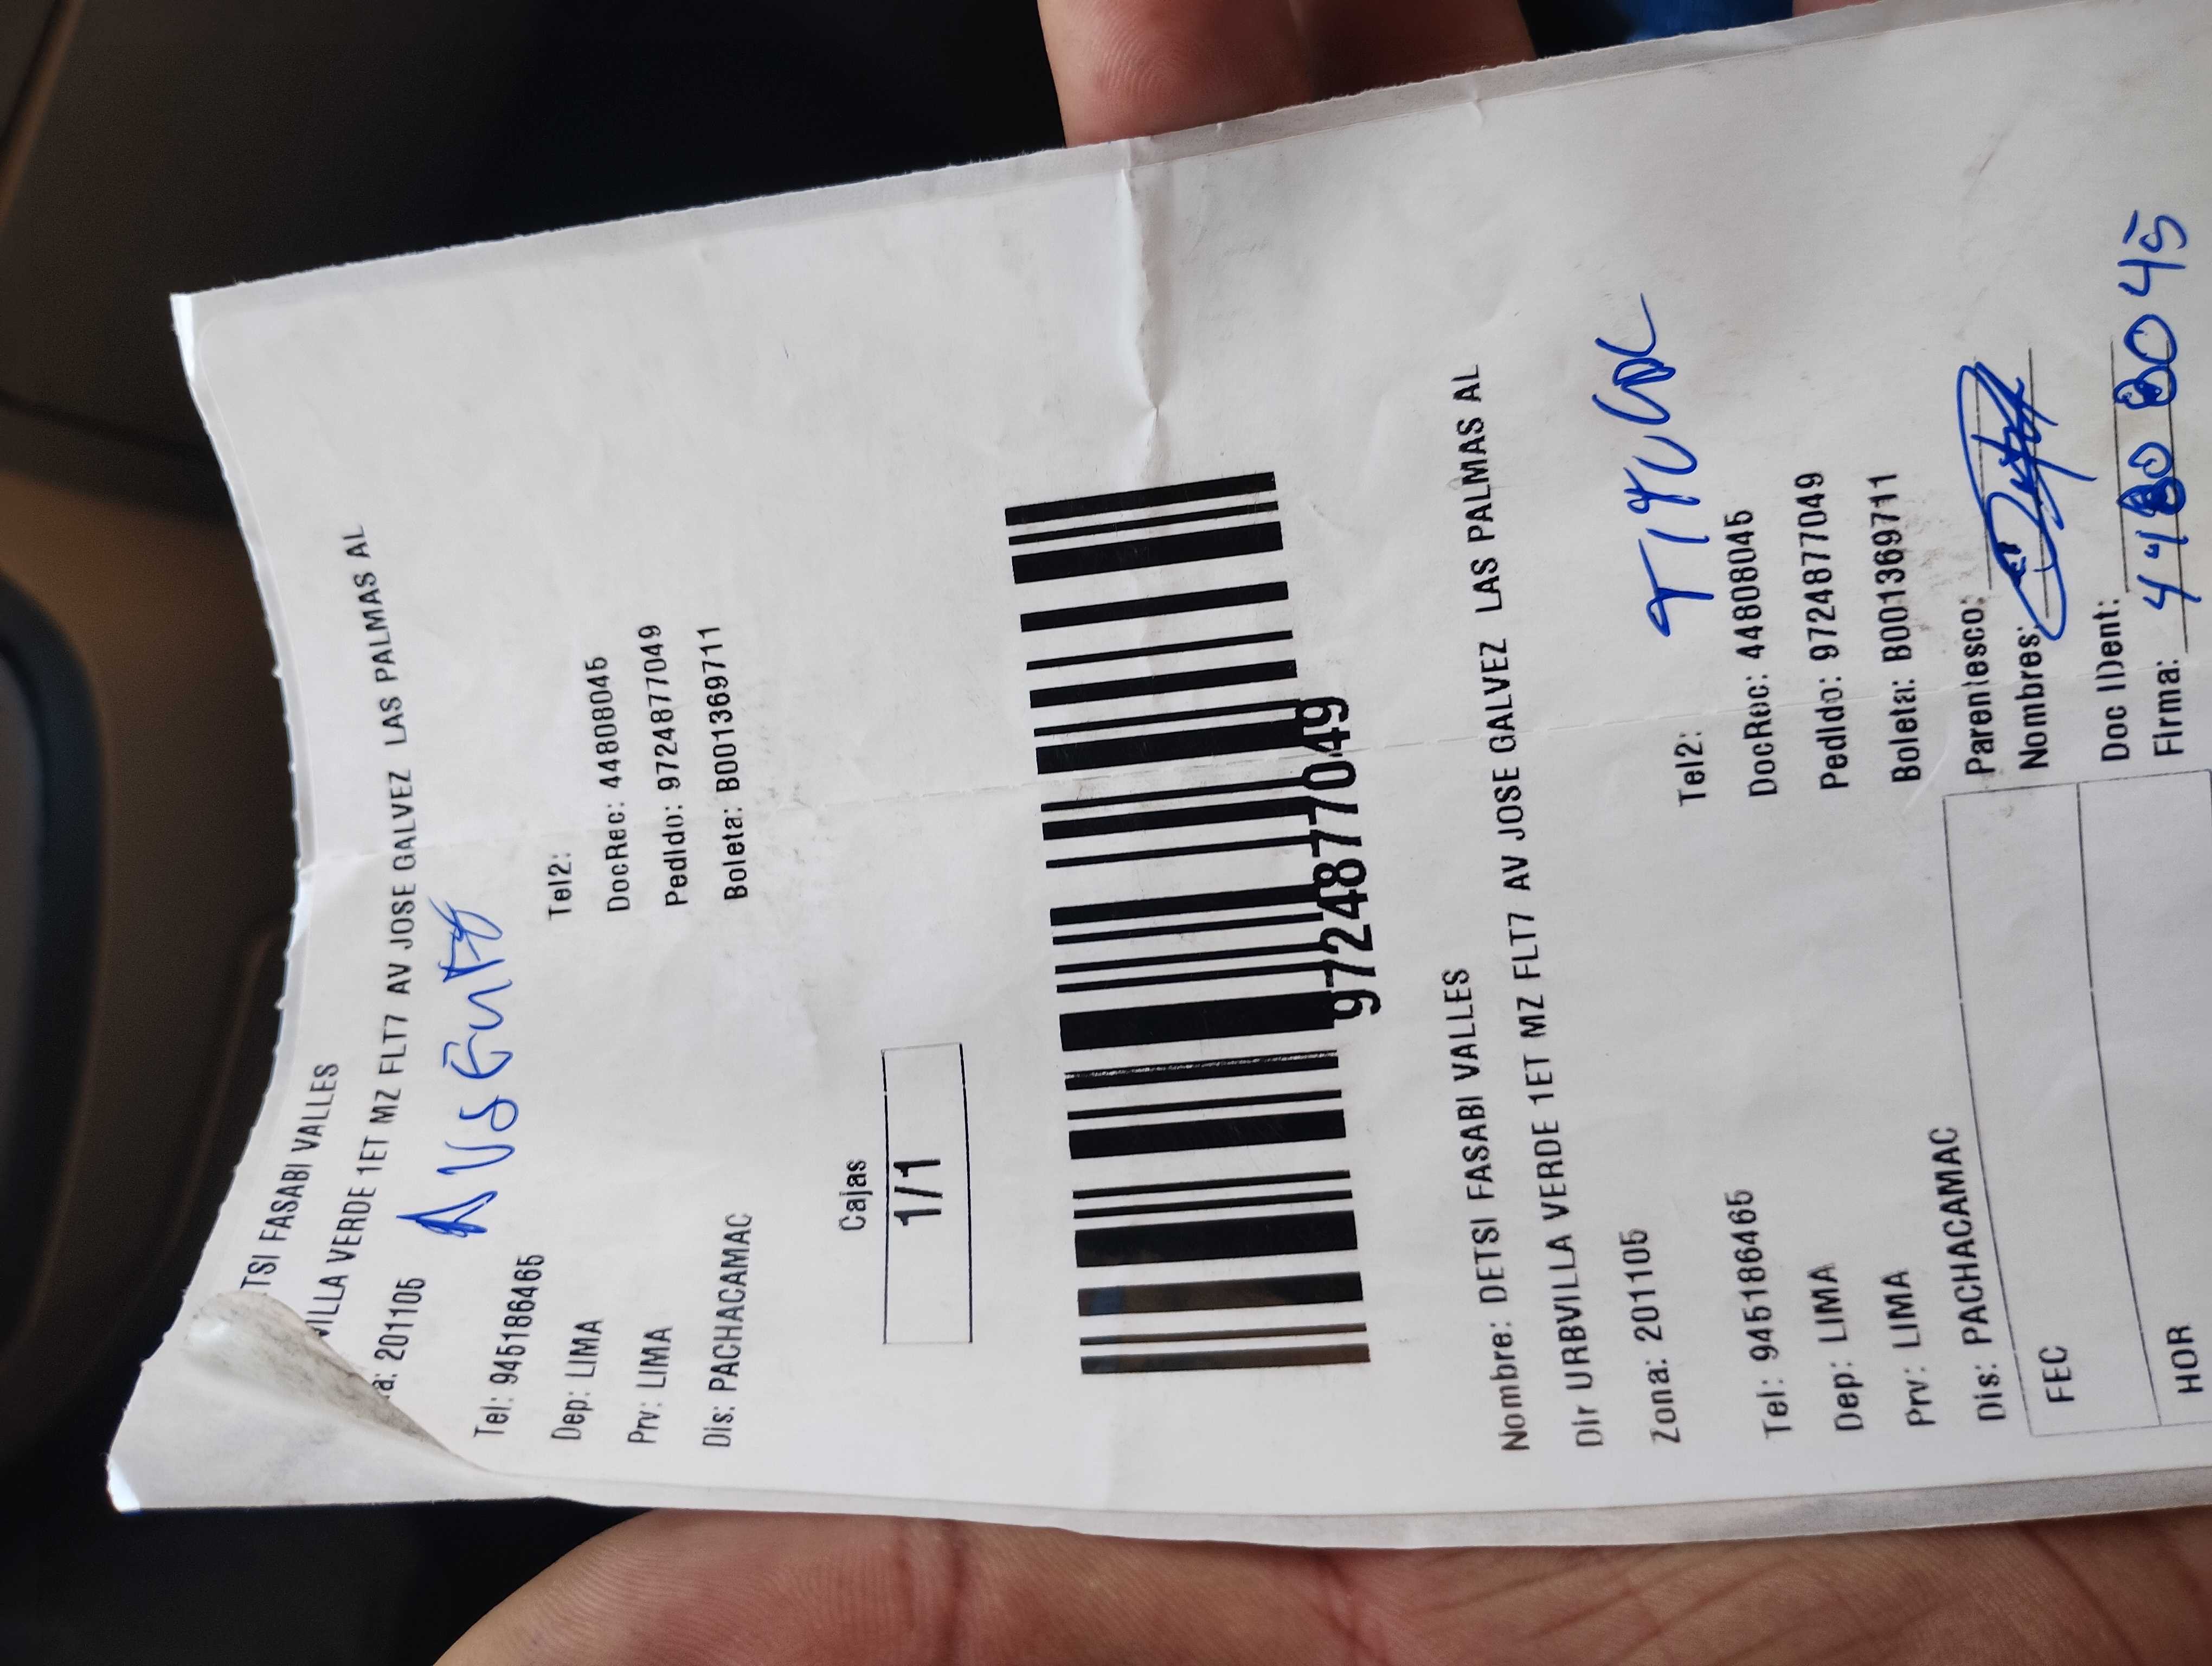 TSI FASABI VALLES
VILLA VERDE 1ET MZ FLT7 AV JOSE GALVEZ LAS PALMAS AL
a: 201105
AUSEnte
Tel: 945186465 Tel2:
Dep: LIMA DocRec: 44808045
Prv: LIMA PedIdo: 9724877049
Dis: PACHACAMAC Boleta: B001369711
Cajas
1/1
9724877049
Nombre: DETSI FASABI VALLES
DIr URBVILLA VERDE 1ET MZ FLT7 AV JOSE GALVEZ LAS PALMAS AL
Zona: 201105
TITULAR
Tel: 945186465 Tel2:
Dep: LIMA DocRec: 44808045
Prv: LIMA PedIdo: 9724877049
Dis: PACHACAMAC Boleta: B001369711
FEC
Parentesco:
Nombres:
Doc IDent:
HOR
Firma: 44808045